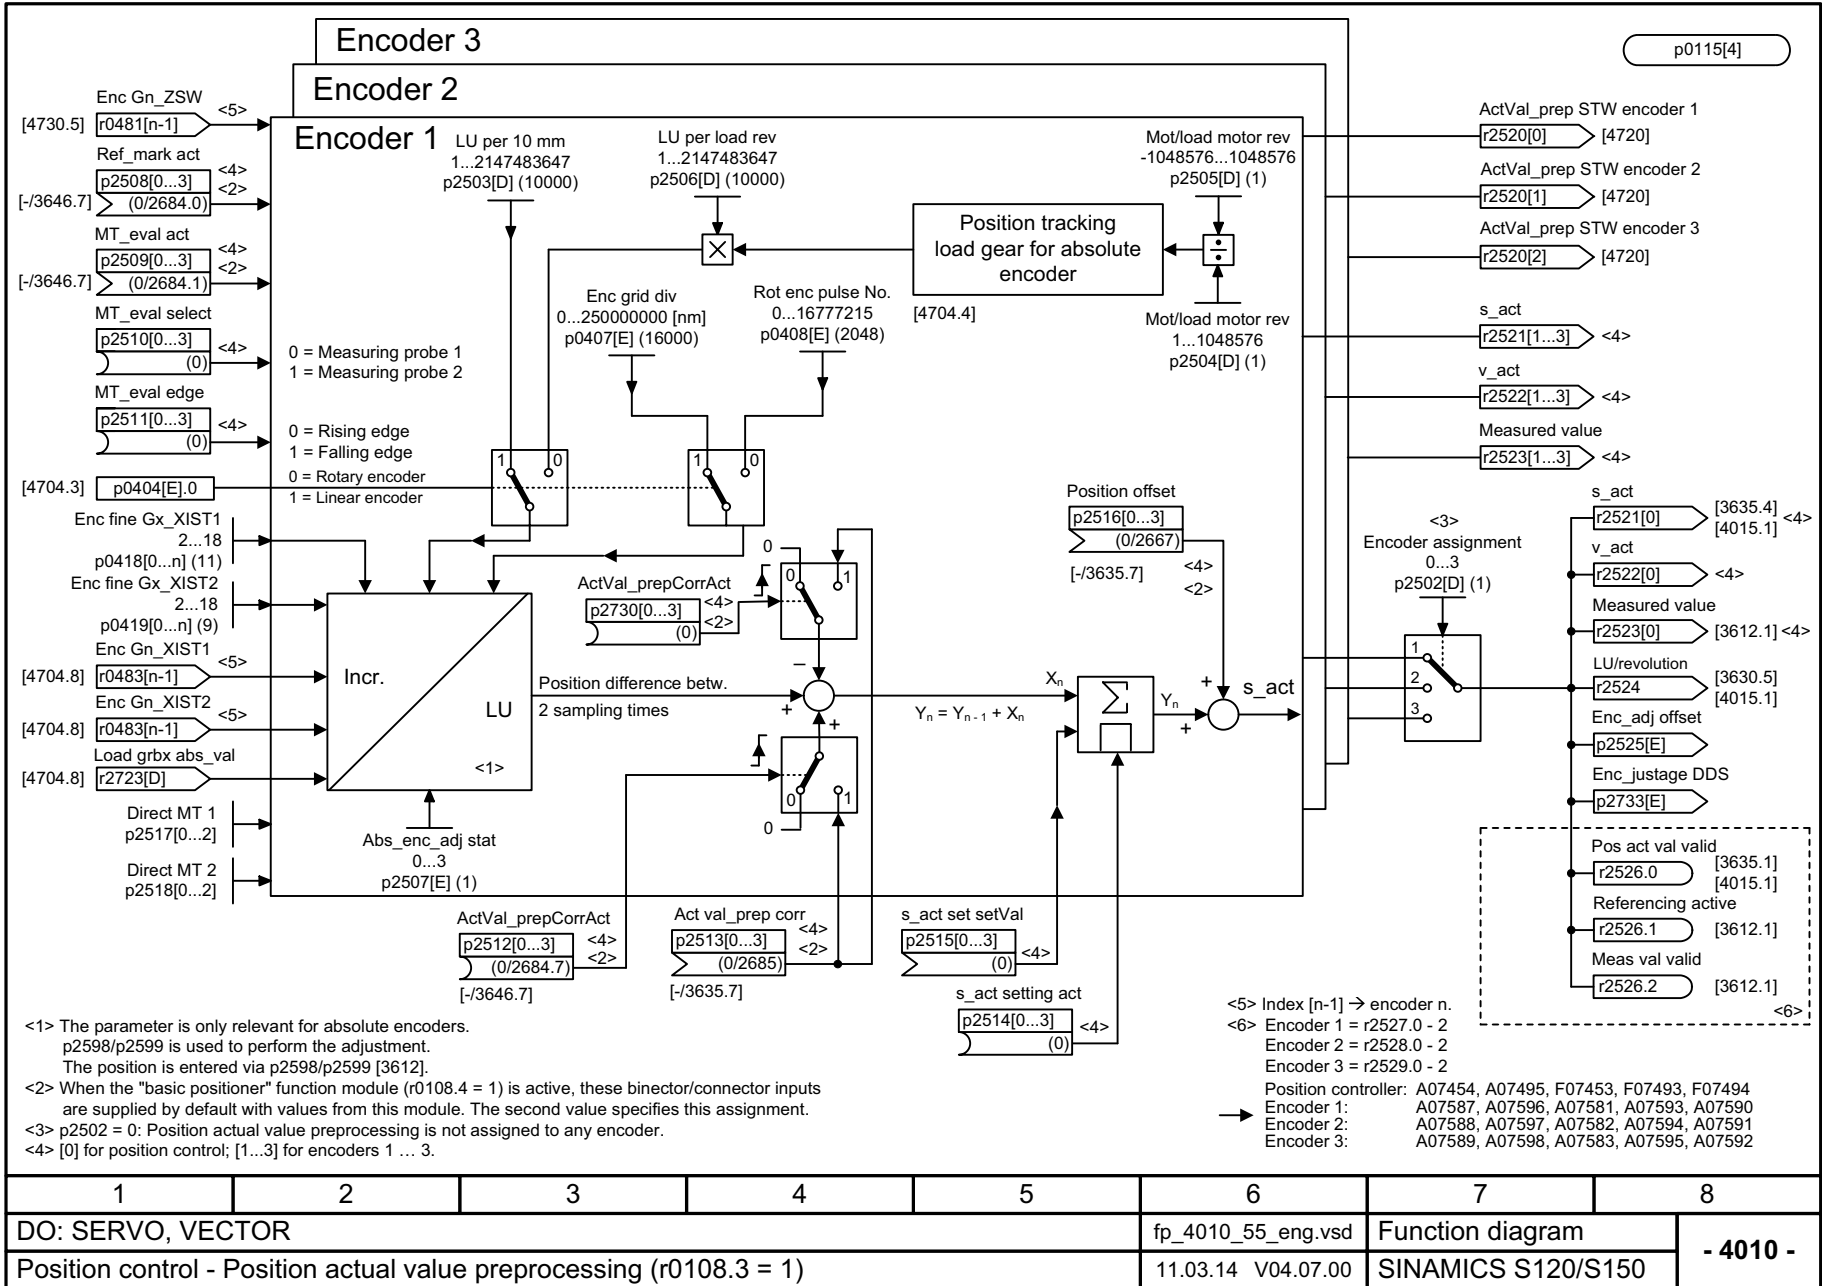 Encoder 3
p0115[4]
Encoder 2
Encoder 1
Enc Gn_ZSW
<5>
[4730.5] r0481[n-1]
Ref_mark act
p2508[0...3] <4>
<2>
[-/3646.7] (0/2684.0)
MT_eval act
<4>
p2509[0...3]
<2>
[-/3646.7] (0/2684.1)
MT_eval select
p2510[0...3] <4>
(0)
MT_eval edge
p2511[0...3] <4>
(0)
[4704.3] p0404[E].0
Enc fine Gx_XIST1
2...18
p0418[0...n] (11)
Enc fine Gx_XIST2
2...18
p0419[0...n] (9)
Enc Gn_XIST1
<5>
[4704.8] r0483[n-1]
Enc Gn_XIST2
<5>
[4704.8] r0483[n-1]
Load grbx abs_val
[4704.8] r2723[D]
Direct MT 1
p2517[0...2]
Direct MT 2
p2518[0...2]
LU per 10 mm
1...2147483647
p2503[D] (10000)
LU per load rev
1...2147483647
p2506[D] (10000)
×
Position tracking
load gear for absolute
encoder
[4704.4]
Mot/load motor rev
-1048576...1048576
p2505[D] (1)
÷
Mot/load motor rev
1...1048576
p2504[D] (1)
Enc grid div
0...250000000 [nm]
p0407[E] (16000)
Rot enc pulse No.
0...16777215
p0408[E] (2048)
0 = Measuring probe 1
1 = Measuring probe 2
0 = Rising edge
1 = Falling edge
0 = Rotary encoder
1 = Linear encoder
1 0
1 0
Incr.
LU
<1>
Abs_enc_adj stat
0...3
p2507[E] (1)
ActVal_prepCorrAct
p2730[0...3] <4>
<2>
(0)
0
0 1
Position difference betw.
2 sampling times
–
+
+
0 1
0
Xn
Yn = Yn - 1 + Xn
Σ
Yn
+
+
s_act
Position offset
p2516[0...3]
(0/2667)
[-/3635.7]
<4>
<2>
<3>
Encoder assignment
0...3
p2502[D] (1)
1
2
3
ActVal_prepCorrAct
p2512[0...3] <4>
<2>
(0/2684.7)
[-/3646.7]
Act val_prep corr
p2513[0...3] <4>
<2>
(0/2685)
[-/3635.7]
s_act set setVal
p2515[0...3] <4>
(0)
s_act setting act
p2514[0...3] <4>
(0)
ActVal_prep STW encoder 1
r2520[0] [4720]
ActVal_prep STW encoder 2
r2520[1] [4720]
ActVal_prep STW encoder 3
r2520[2] [4720]
s_act
r2521[1...3] <4>
v_act
r2522[1...3] <4>
Measured value
r2523[1...3] <4>
s_act
r2521[0] [3635.4]
[4015.1] <4>
v_act
r2522[0] <4>
Measured value
r2523[0] [3612.1] <4>
LU/revolution
r2524 [3630.5]
[4015.1]
Enc_adj offset
p2525[E]
Enc_justage DDS
p2733[E]
Pos act val valid
r2526.0 [3635.1]
[4015.1]
Referencing active
r2526.1 [3612.1]
Meas val valid
r2526.2 [3612.1]
<6>
<1> The parameter is only relevant for absolute encoders.
p2598/p2599 is used to perform the adjustment.
The position is entered via p2598/p2599 [3612].
<2> When the "basic positioner" function module (r0108.4 = 1) is active, these binector/connector inputs
are supplied by default with values from this module. The second value specifies this assignment.
<3> p2502 = 0: Position actual value preprocessing is not assigned to any encoder.
<4> [0] for position control; [1...3] for encoders 1 … 3.
<5> Index [n-1] → encoder n.
<6> Encoder 1 = r2527.0 - 2
Encoder 2 = r2528.0 - 2
Encoder 3 = r2529.0 - 2
Position controller: A07454, A07495, F07453, F07493, F07494
Encoder 1: A07587, A07596, A07581, A07593, A07590
Encoder 2: A07588, A07597, A07582, A07594, A07591
Encoder 3: A07589, A07598, A07583, A07595, A07592
1 2 3 4 5 6 7 8
DO: SERVO, VECTOR
fp_4010_55_eng.vsd
Function diagram
- 4010 -
Position control - Position actual value preprocessing (r0108.3 = 1)
11.03.14 V04.07.00
SINAMICS S120/S150